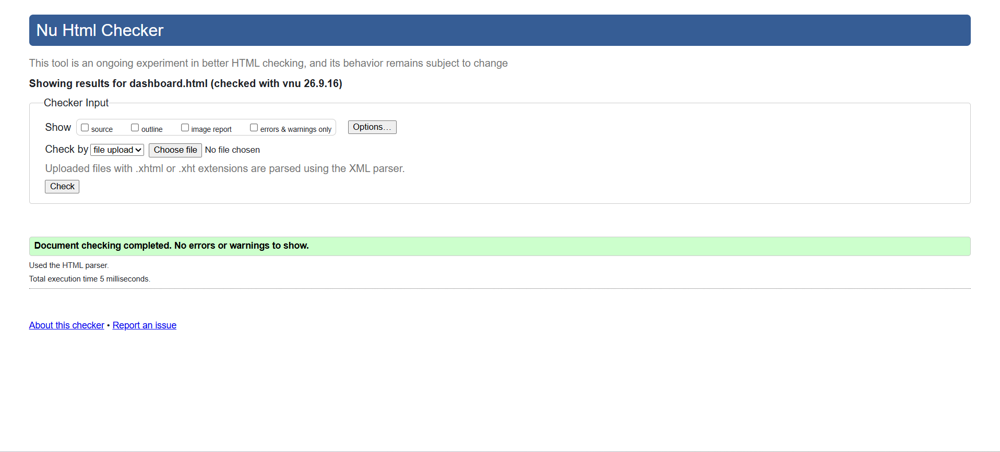 Nu Html Checker
This tool is an ongoing experiment in better HTML checking, and its behavior remains subject to change
Showing results for dashboard.html (checked with vnu 26.9.16)
Checker Input
Show source outline image report errors & warnings only Options…
Check by file upload Choose file No file chosen
Uploaded files with .xhtml or .xht extensions are parsed using the XML parser.
Check
Document checking completed. No errors or warnings to show.
Used the HTML parser.
Total execution time 5 milliseconds.
About this checker • Report an issue